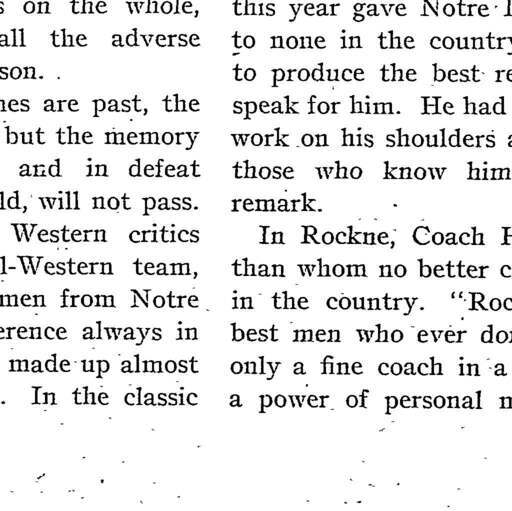 s on the whole,
all the adverse
son.
nes are past, the
but the memory
and in defeat
ld, will not pass.
Western critics
l-Western team,
men from Notre
erence always in
made up almost
. In the classic
this year gave Notre
to none in the country
to produce the best re
speak for him. He had
work on his shoulders a
those who know him
remark.
In Rockne, Coach H
than whom no better c
in the country. "Roc
best men who ever don
only a fine coach in a
a power of personal m